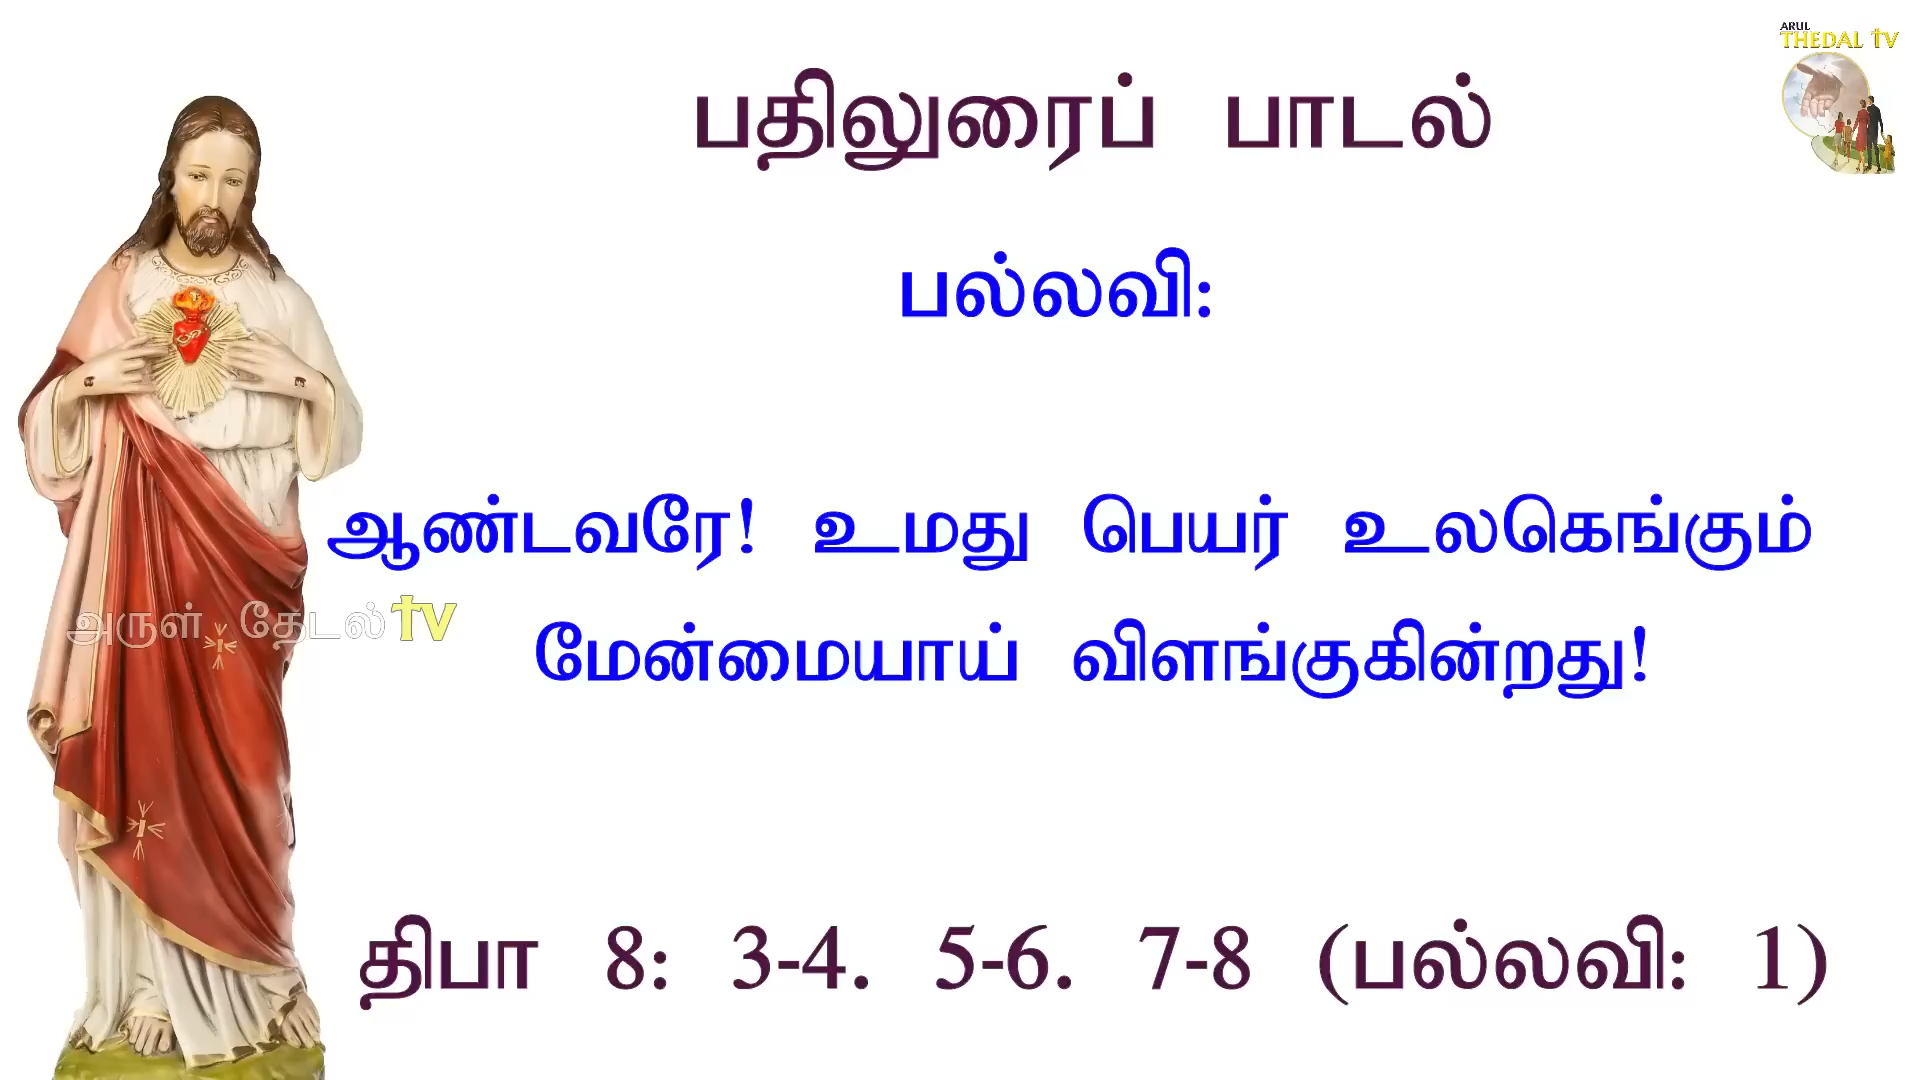 ARUL
THEDAL TV
பதிலுரைப் பாடல்
பல்லவி:
ஆண்டவரே! உமது பெயர் உலகெங்கும்
அருள் தேடல் TV
மேன்மையாய் விளங்குகின்றது!
திபா 8: 3-4. 5-6. 7-8 (பல்லவி: 1)